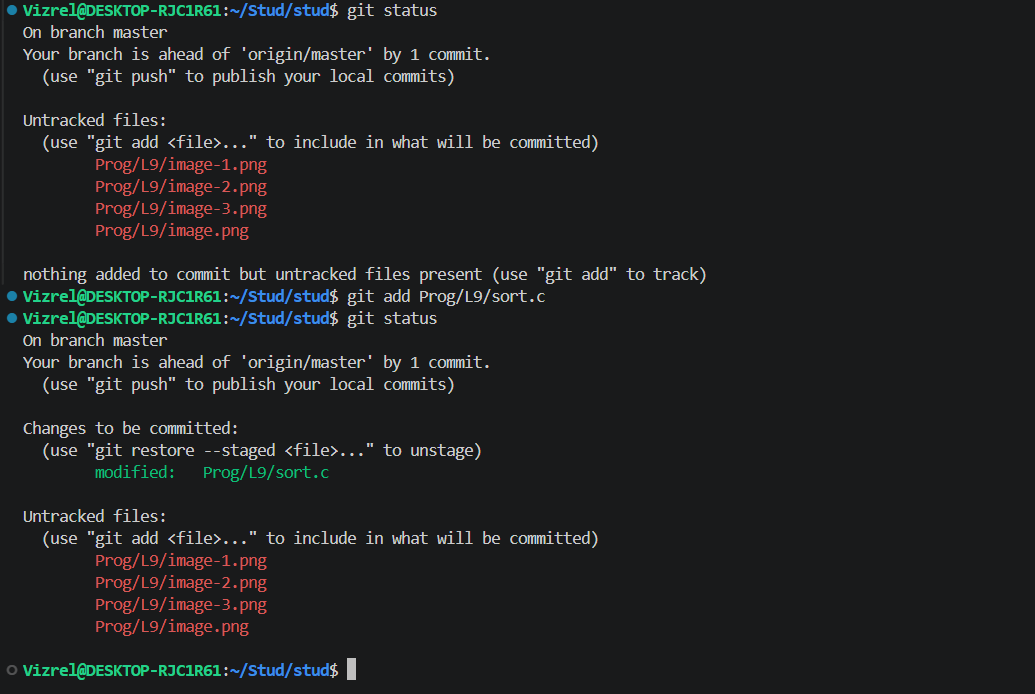 Vizrel@DESKTOP-RJC1R61:~/Stud/stud$ git status
On branch master
Your branch is ahead of 'origin/master' by 1 commit.
  (use "git push" to publish your local commits)

Untracked files:
  (use "git add <file>..." to include in what will be committed)
        Prog/L9/image-1.png
        Prog/L9/image-2.png
        Prog/L9/image-3.png
        Prog/L9/image.png

nothing added to commit but untracked files present (use "git add" to track)
Vizrel@DESKTOP-RJC1R61:~/Stud/stud$ git add Prog/L9/sort.c
Vizrel@DESKTOP-RJC1R61:~/Stud/stud$ git status
On branch master
Your branch is ahead of 'origin/master' by 1 commit.
  (use "git push" to publish your local commits)

Changes to be committed:
  (use "git restore --staged <file>..." to unstage)
        modified:   Prog/L9/sort.c

Untracked files:
  (use "git add <file>..." to include in what will be committed)
        Prog/L9/image-1.png
        Prog/L9/image-2.png
        Prog/L9/image-3.png
        Prog/L9/image.png

Vizrel@DESKTOP-RJC1R61:~/Stud/stud$